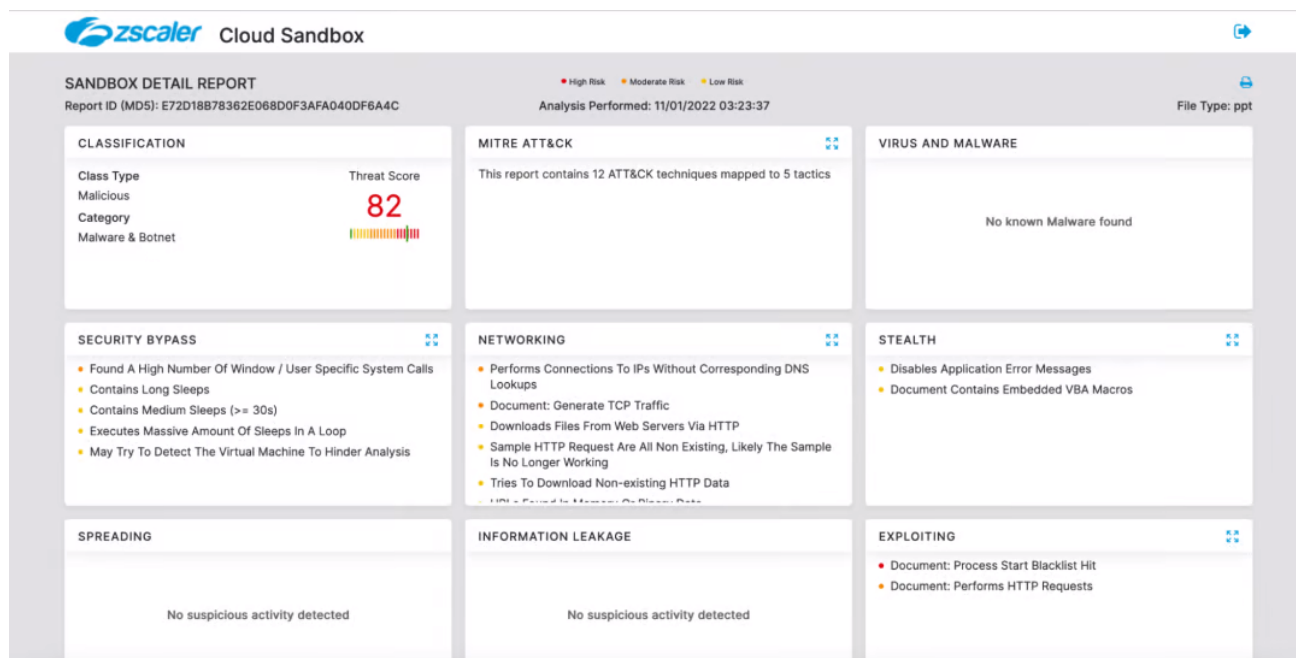 zscaler Cloud Sandbox
SANDBOX DETAIL REPORT
Report ID (MD5): E72D18B78362E068D0F3AFA040DF6A4C
High Risk Moderate Risk Low Risk
Analysis Performed: 11/01/2022 03:23:37
File Type: ppt
CLASSIFICATION
Class Type
Malicious
Category
Malware & Botnet
Threat Score
82
MITRE ATT&CK
This report contains 12 ATT&CK techniques mapped to 5 tactics
VIRUS AND MALWARE
No known Malware found
SECURITY BYPASS
Found A High Number Of Window / User Specific System Calls
Contains Long Sleeps
Contains Medium Sleeps (>= 30s)
Executes Massive Amount Of Sleeps In A Loop
May Try To Detect The Virtual Machine To Hinder Analysis
NETWORKING
Performs Connections To IPs Without Corresponding DNS
Lookups
Document: Generate TCP Traffic
Downloads Files From Web Servers Via HTTP
Sample HTTP Request Are All Non Existing, Likely The Sample
Is No Longer Working
Tries To Download Non-existing HTTP Data
URLs Found In Memory Or Binary Data
STEALTH
Disables Application Error Messages
Document Contains Embedded VBA Macros
SPREADING
No suspicious activity detected
INFORMATION LEAKAGE
No suspicious activity detected
EXPLOITING
Document: Process Start Blacklist Hit
Document: Performs HTTP Requests